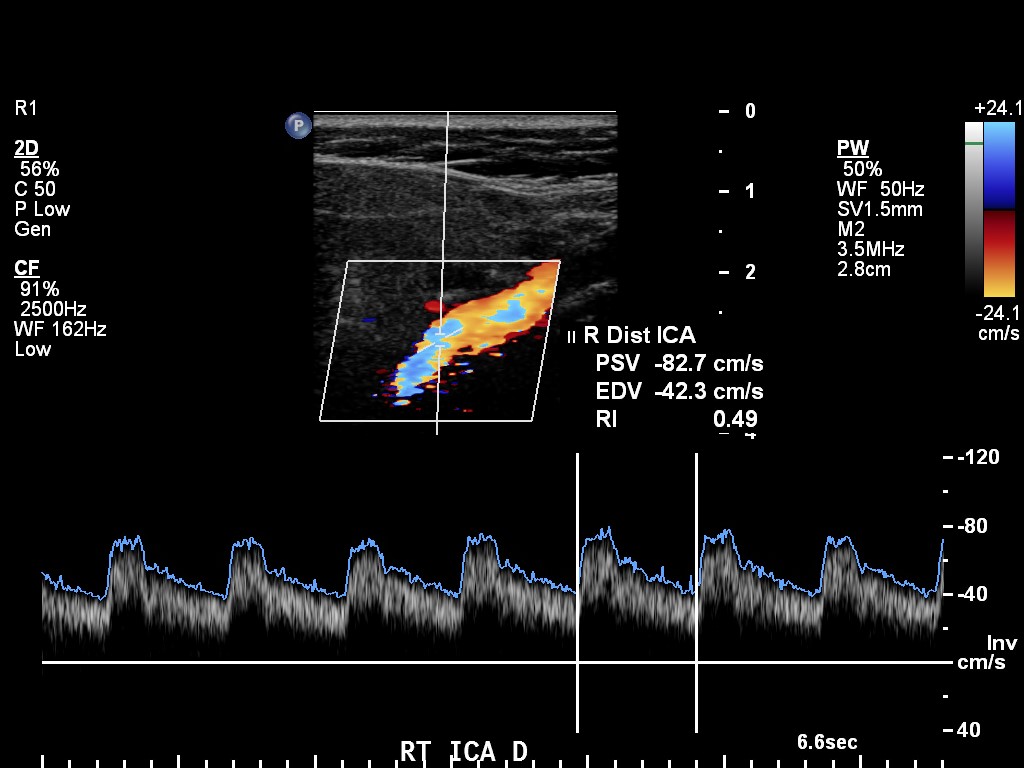 R1
2D
56%
C 50
P Low
Gen
CF
91%
2500Hz
WF 162Hz
Low
P
0
1
2
II R Dist ICA
PSV -82.7 cm/s
EDV -42.3 cm/s
RI 0.49
4
+24.1
PW
50%
WF 50Hz
SV1.5mm
M2
3.5MHz
2.8cm
-24.1
cm/s
-120
-80
-40
Inv
cm/s
40
6.6sec
RT ICA D